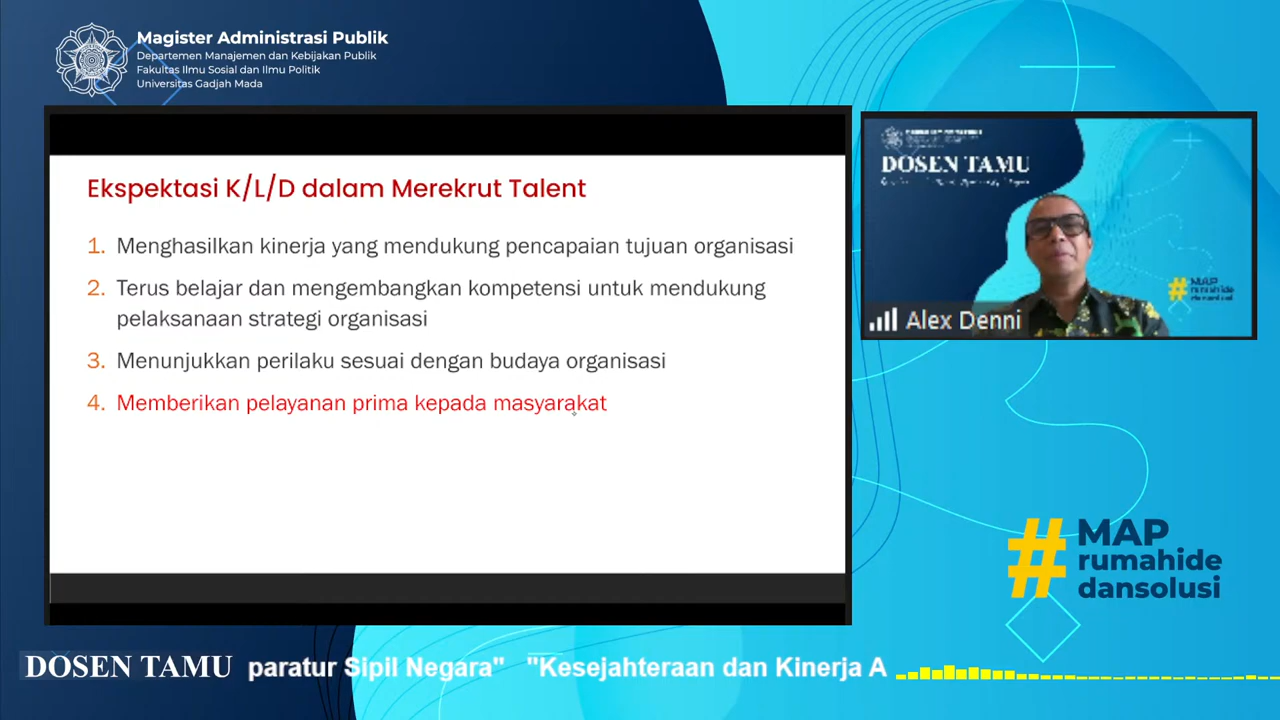 Magister Administrasi Publik
Departemen Manajemen dan Kebijakan Publik
Fakultas Ilmu Sosial dan Ilmu Politik
Universitas Gadjah Mada
Ekspektasi K/L/D dalam Merekrut Talent
1. Menghasilkan kinerja yang mendukung pencapaian tujuan organisasi
2. Terus belajar dan mengembangkan kompetensi untuk mendukung
pelaksanaan strategi organisasi
3. Menunjukkan perilaku sesuai dengan budaya organisasi
4. Memberikan pelayanan prima kepada masyarakat
DOSEN TAMU
#MAP
rumahide
dansolusi
Alex Denni
#MAP
rumahide
dansolusi
DOSEN TAMU paratur Sipil Negara" "Kesejahteraan dan Kinerja A